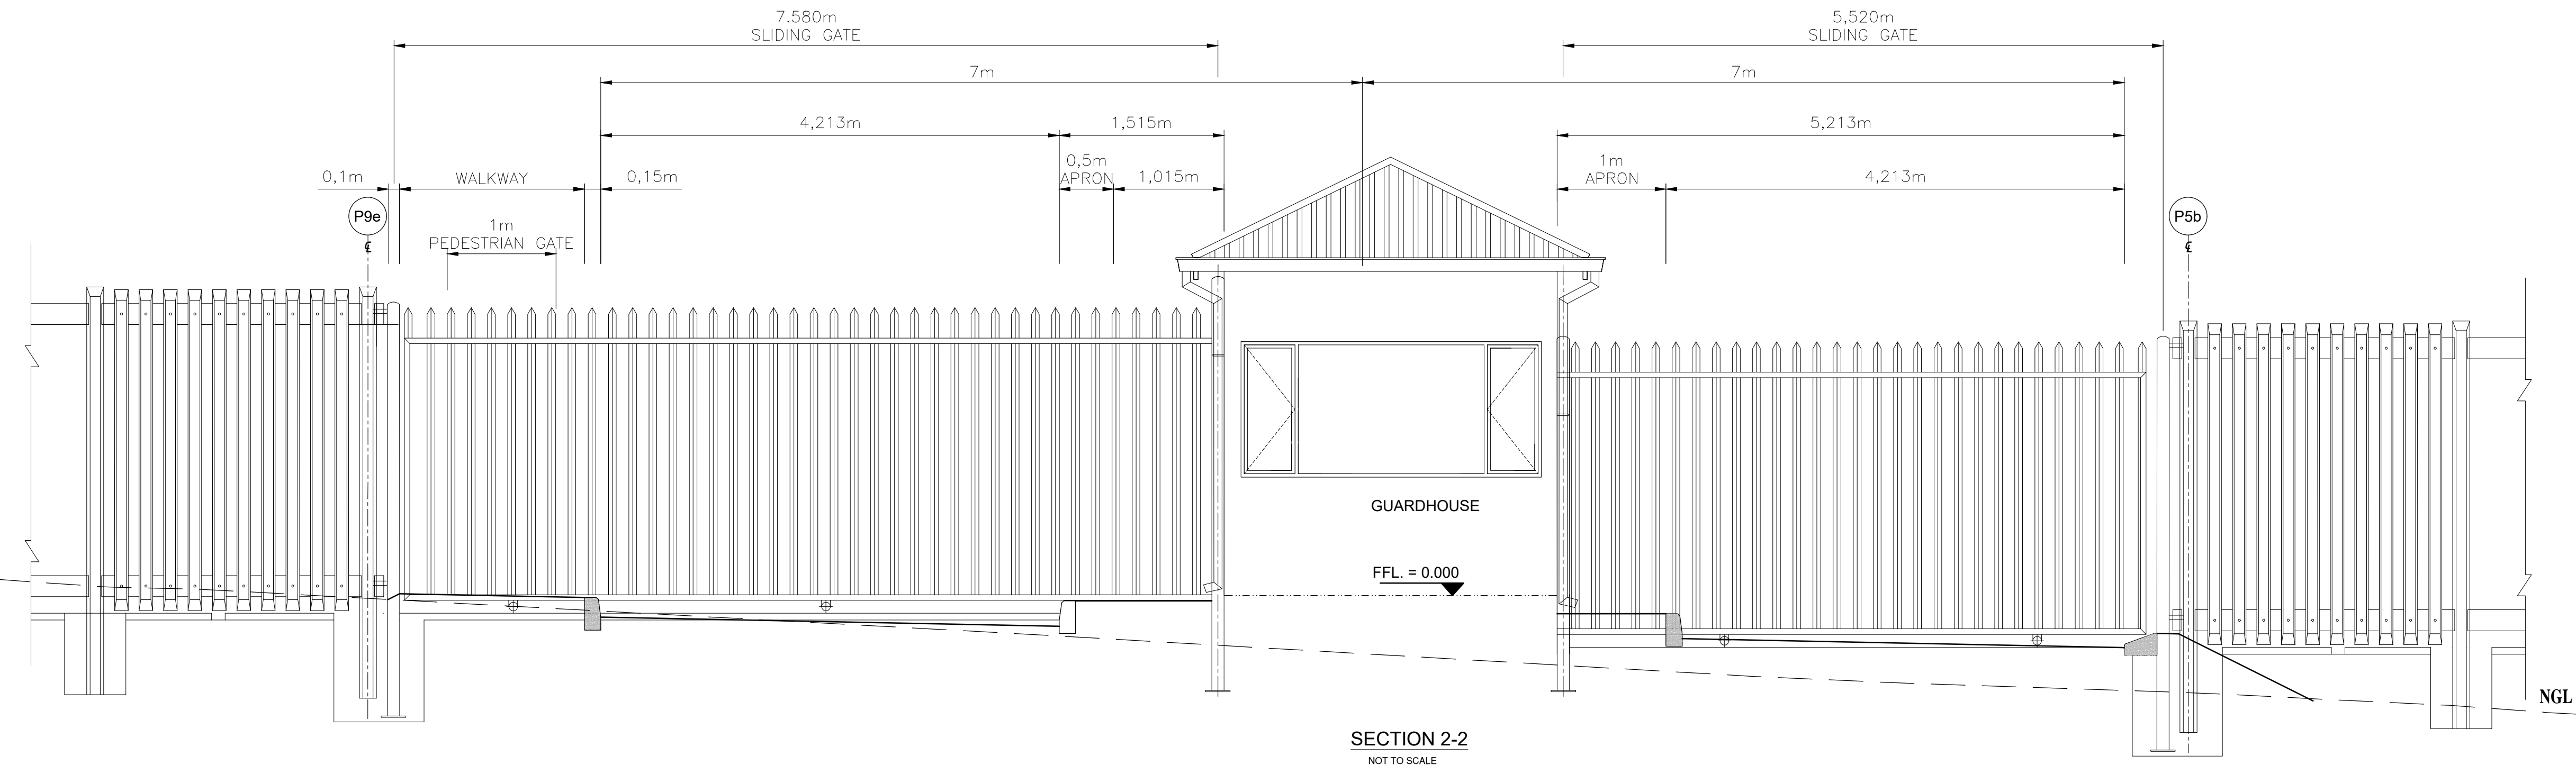 7.580m
SLIDING GATE
5,520m
SLIDING GATE
7m
7m
4,213m
1,515m
5,213m
0,1m
WALKWAY
0,15m
0,5m
APRON
1,015m
1m
APRON
4,213m
P9e
℄
1m
PEDESTRIAN GATE
P5b
℄
GUARDHOUSE
FFL. = 0.000
NGL
SECTION 2-2
NOT TO SCALE